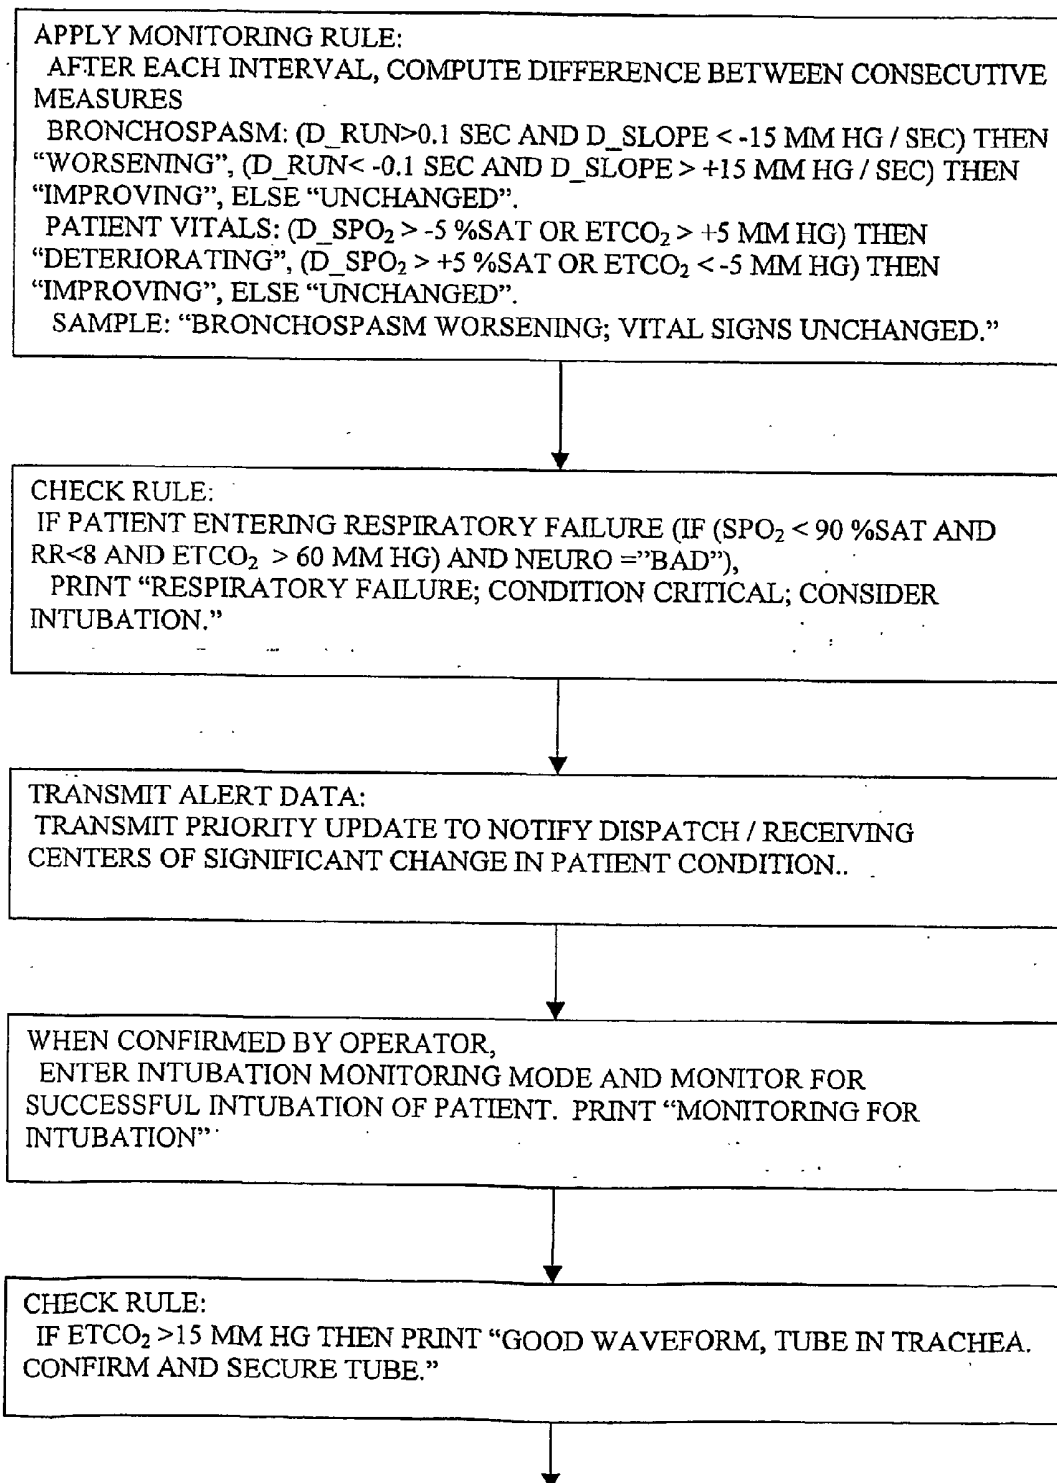 APPLY MONITORING RULE:
AFTER EACH INTERVAL, COMPUTE DIFFERENCE BETWEEN CONSECUTIVE
MEASURES
BRONCHOSPASM: (D_RUN>0.1 SEC AND D_SLOPE < -15 MM HG / SEC) THEN
“WORSENING”, (D_RUN< -0.1 SEC AND D_SLOPE > +15 MM HG / SEC) THEN
“IMPROVING”, ELSE “UNCHANGED”.
PATIENT VITALS: (D_SPO₂ > -5 %SAT OR ETCO₂ > +5 MM HG) THEN
“DETERIORATING”, (D_SPO₂ > +5 %SAT OR ETCO₂ < -5 MM HG) THEN
“IMPROVING”, ELSE “UNCHANGED”.
SAMPLE: “BRONCHOSPASM WORSENING; VITAL SIGNS UNCHANGED.”
CHECK RULE:
IF PATIENT ENTERING RESPIRATORY FAILURE (IF (SPO₂ < 90 %SAT AND
RR<8 AND ETCO₂ > 60 MM HG) AND NEURO =”BAD”),
PRINT “RESPIRATORY FAILURE; CONDITION CRITICAL; CONSIDER
INTUBATION.”
TRANSMIT ALERT DATA:
TRANSMIT PRIORITY UPDATE TO NOTIFY DISPATCH / RECEIVING
CENTERS OF SIGNIFICANT CHANGE IN PATIENT CONDITION..
WHEN CONFIRMED BY OPERATOR,
ENTER INTUBATION MONITORING MODE AND MONITOR FOR
SUCCESSFUL INTUBATION OF PATIENT. PRINT “MONITORING FOR
INTUBATION”
CHECK RULE:
IF ETCO₂ >15 MM HG THEN PRINT “GOOD WAVEFORM, TUBE IN TRACHEA.
CONFIRM AND SECURE TUBE.”